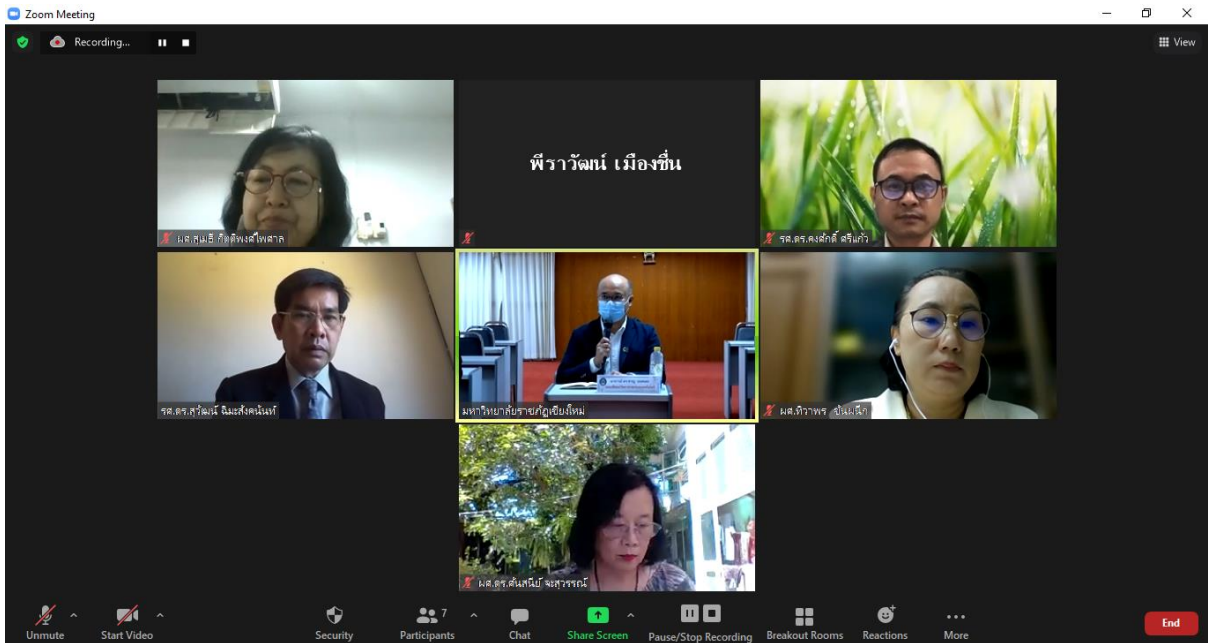 Zoom Meeting
Recording...
View
พีราวัฒน์ เมืองชื่น
ผศ.สุเมธี กิตติพงศ์ไพศาล
รศ.ดร.คงศักดิ์ ศรีแก้ว
รศ.ดร.สุวัฒน์ ฉิมะสังคนันท์
มหาวิทยาลัยราชภัฏเชียงใหม่
ผศ.ทิวาพร ขันผนึก
ผศ.ดร.ศันสนีย์ จะสุวรรณ์
Unmute
Start Video
Security
Participants
7
Chat
Share Screen
Pause/Stop Recording
Breakout Rooms
Reactions
More
End